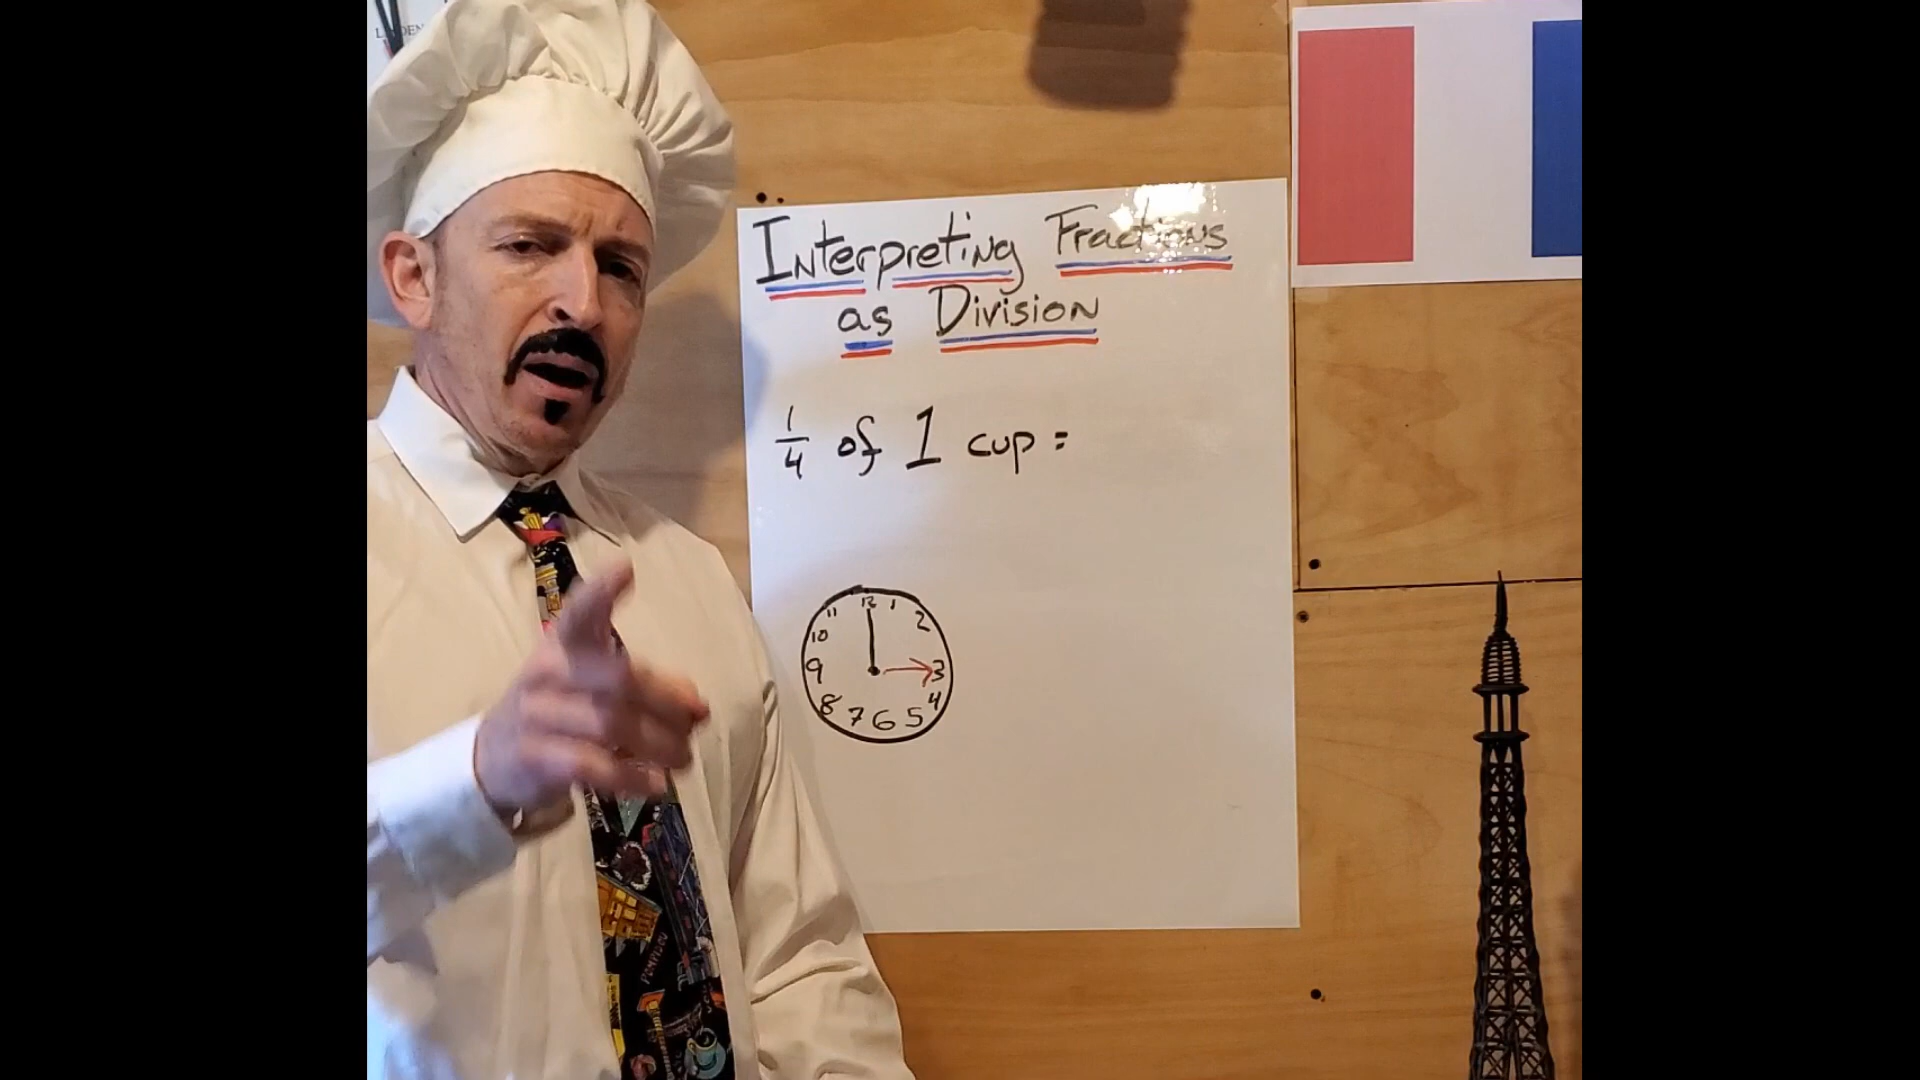 Interpreting Fractions
as Division
1/4 of 1 cup =
12 1
11 2
10
9 3
8 4
7 6 5
POMPIDOU